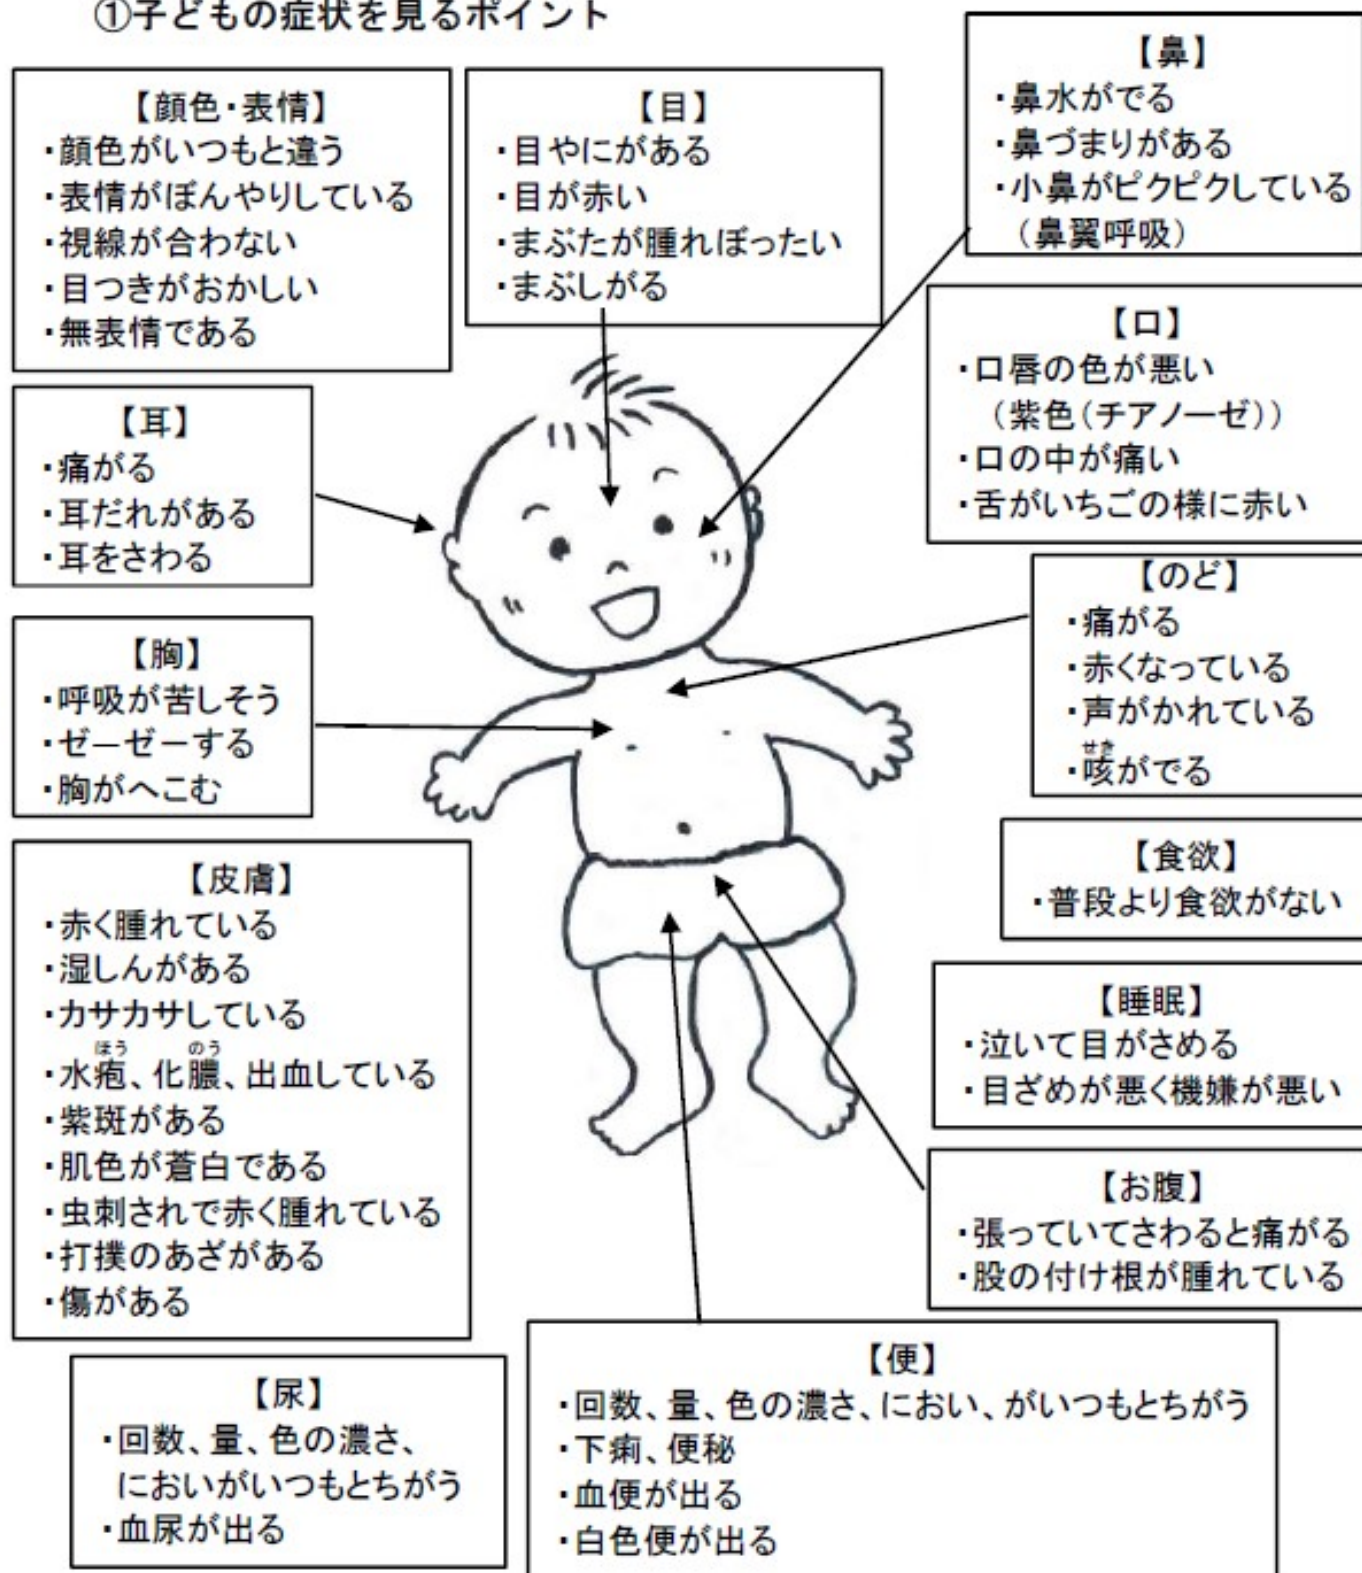 ①子どもの症状を見るポイント
【顔色・表情】
・顔色がいつもと違う
・表情がぼんやりしている
・視線が合わない
・目つきがおかしい
・無表情である
【目】
・目やにがある
・目が赤い
・まぶたが腫れぼったい
・まぶしがる
【鼻】
・鼻水がでる
・鼻づまりがある
・小鼻がピクピクしている
（鼻翼呼吸）
【口】
・口唇の色が悪い
（紫色（チアノーゼ））
・口の中が痛い
・舌がいちごの様に赤い
【耳】
・痛がる
・耳だれがある
・耳をさわる
【のど】
・痛がる
・赤くなっている
・声がかれている
せき
・咳がでる
【胸】
・呼吸が苦しそう
・ゼーゼーする
・胸がへこむ
【食欲】
・普段より食欲がない
【皮膚】
・赤く腫れている
・湿しんがある
・カサカサしている
ほう のう
・水疱、化膿、出血している
・紫斑がある
・肌色が蒼白である
・虫刺されで赤く腫れている
・打撲のあざがある
・傷がある
【睡眠】
・泣いて目がさめる
・目ざめが悪く機嫌が悪い
【お腹】
・張っていてさわると痛がる
・股の付け根が腫れている
【尿】
・回数、量、色の濃さ、
においがいつもとちがう
・血尿が出る
【便】
・回数、量、色の濃さ、におい、がいつもとちがう
・下痢、便秘
・血便が出る
・白色便が出る